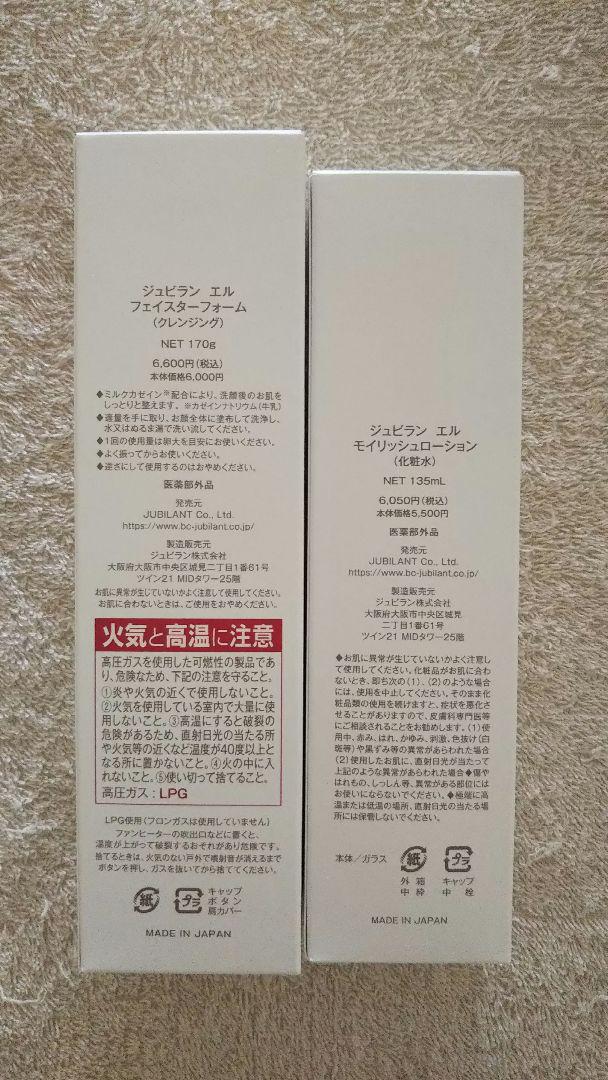 ジュビラン エル
フェイスターフォーム
(クレンジング)
NET 170g
6,600円(税込)
本体価格6,000円
◆ミルクカゼイン※配合により、洗顔後のお肌を
しっとりと整えます。※カゼインナトリウム(牛乳)
◆適量を手に取り、お顔全体に塗布して洗浄し、
水又はぬるま湯で洗い流してください。
◆1回の使用量は卵大を目安にお使いください。
◆よく振ってからお使いください。
◆逆さにして使用するのはおやめください。
医薬部外品
発売元
JUBILANT Co., Ltd.
https://www.bc-jubilant.co.jp/
製造販売元
ジュビラン株式会社
大阪府大阪市中央区城見二丁目1番61号
ツイン21 MIDタワー25階
お肌に異常が生じていないかよく注意して使用してください。
お肌に合わないときは、ご使用をおやめください。
火気と高温に注意
高圧ガスを使用した可燃性の製品であ
り、危険なため、下記の注意を守ること。
①炎や火気の近くで使用しないこと。
②火気を使用している室内で大量に使
用しないこと。③高温にすると破裂の
危険があるため、直射日光の当たる所
や火気等の近くなど温度が40度以上と
なる所に置かないこと。④火の中に入
れないこと。⑤使い切って捨てること。
高圧ガス:LPG
LPG使用(フロンガスは使用していません)
ファンヒーターの吹出口などに置くと、
温度が上がって破裂するおそれがあり危険です。
捨てるときは、火気のない戸外で噴射音が消えるまで
ボタンを押し、ガスを抜いてから捨ててください。
紙
プラ
キャップ
ボタン
肩カバー
MADE IN JAPAN
ジュビラン エル
モイリッシュローション
(化粧水)
NET 135mL
6,050円(税込)
本体価格5,500円
医薬部外品
発売元
JUBILANT Co., Ltd.
https://www.bc-jubilant.co.jp/
製造販売元
ジュビラン株式会社
大阪府大阪市中央区城見
二丁目1番61号
ツイン21 MIDタワー25階
◆お肌に異常が生じていないかよく注意し
て使用してください。化粧品がお肌に合わ
ないとき、即ち次の(1)、(2)のような場合
には、使用を中止してください。そのまま化
粧品類の使用を続けますと、症状を悪化さ
せることがありますので、皮膚科専門医等
にご相談されることをお勧めします。(1)使
用中、赤み、はれ、かゆみ、刺激、色抜け(白
斑等)や黒ずみ等の異常があらわれた場合
(2)使用したお肌に、直射日光が当たって
上記のような異常があらわれた場合◆傷や
はれもの、しっしん等、異常がある部位には
お使いにならないでください。◆極端に高
温または低温の場所、直射日光の当たる場
所には保管しないでください。
本体/ガラス
紙
プラ
外箱
中枠
キャップ
中栓
MADE IN JAPAN